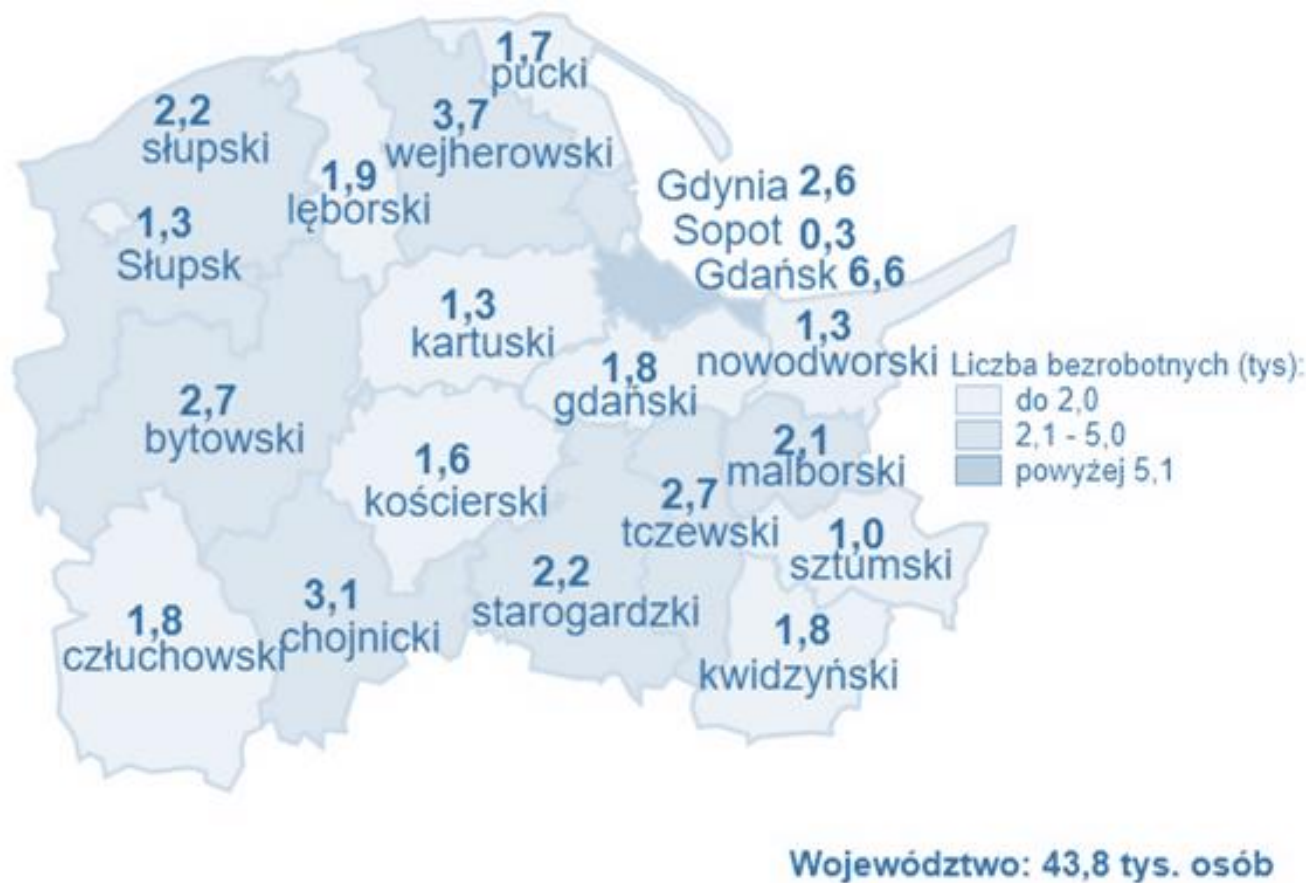 1,7
pucki
2,2
słupski
3,7
wejherowski
1,9
lęborski
Gdynia 2,6
Sopot 0,3
Gdańsk 6,6
1,3
Słupsk
1,3
kartuski
1,3
nowodworski
1,8
gdański
Liczba bezrobotnych (tys):
do 2,0
2,1 - 5,0
powyżej 5,1
2,7
bytowski
1,6
kościerski
2,1
malborski
2,7
tczewski
1,0
sztumski
2,2
starogardzki
3,1
chojnicki
1,8
człuchowski
1,8
kwidzyński
Województwo: 43,8 tys. osób